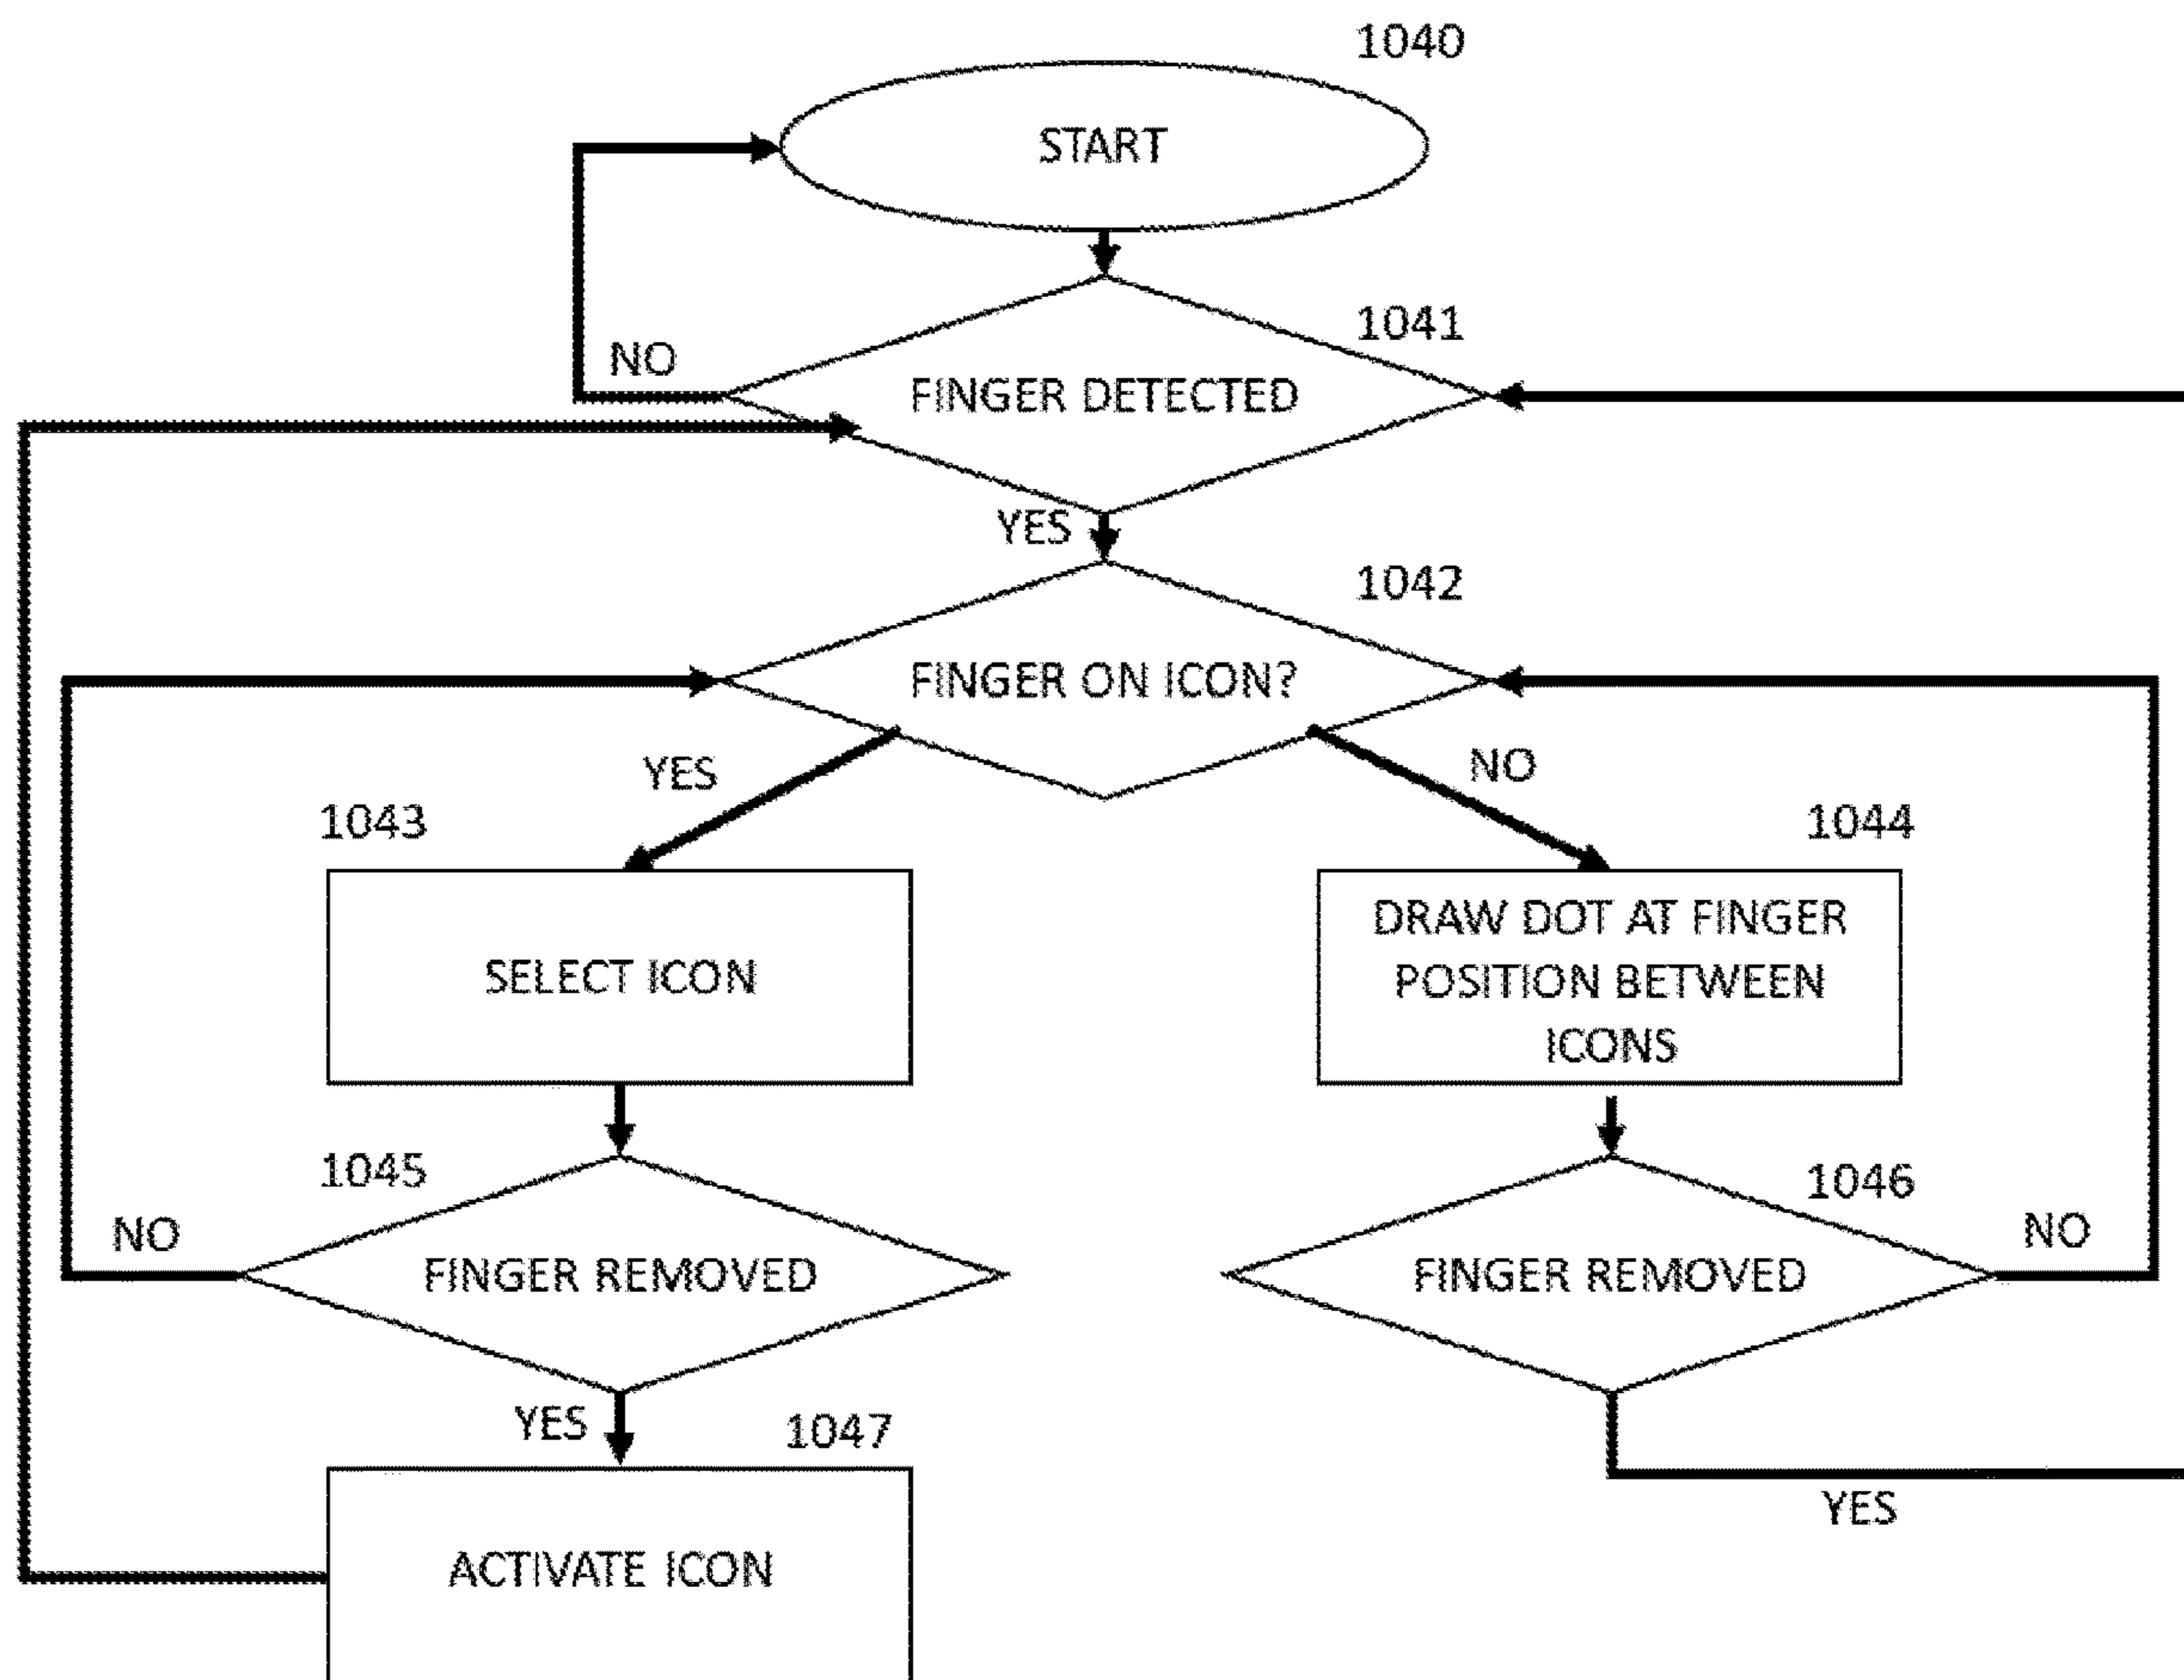 1040
START
1041
NO
FINGER DETECTED
YES
1042
FINGER ON ICON?
YES
NO
1043
1044
SELECT ICON
DRAW DOT AT FINGER
POSITION BETWEEN
ICONS
1045
1046
NO
NO
FINGER REMOVED
FINGER REMOVED
YES
1047
YES
ACTIVATE ICON